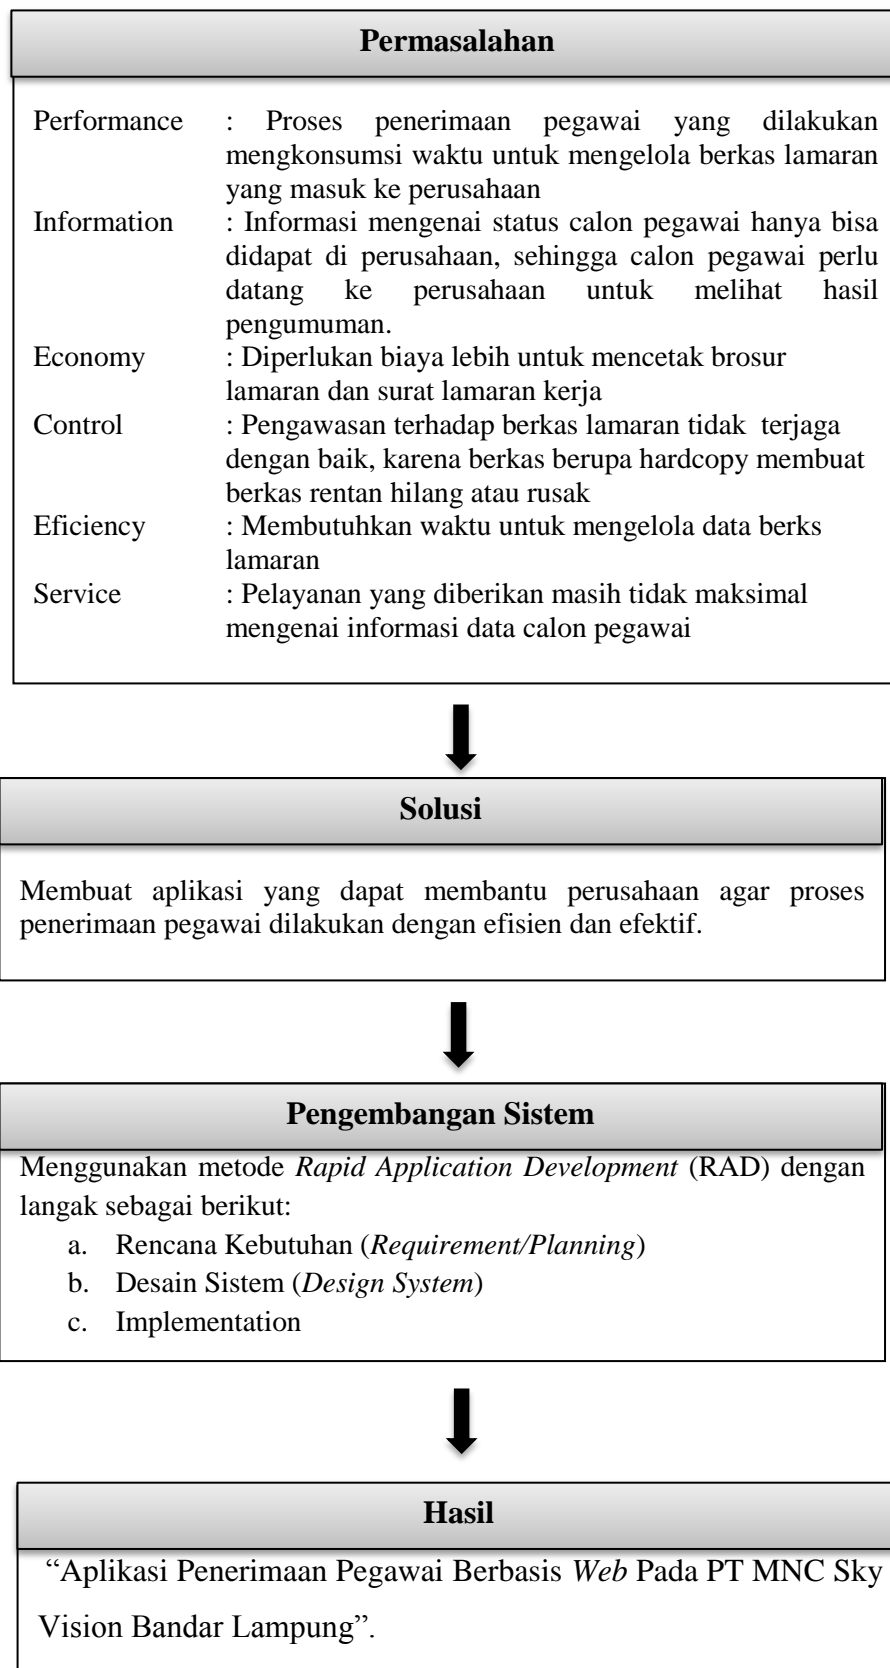 Permasalahan
Performance : Proses penerimaan pegawai yang dilakukan
mengkonsumsi waktu untuk mengelola berkas lamaran
yang masuk ke perusahaan
Information : Informasi mengenai status calon pegawai hanya bisa
didapat di perusahaan, sehingga calon pegawai perlu
datang ke perusahaan untuk melihat hasil
pengumuman.
Economy : Diperlukan biaya lebih untuk mencetak brosur
lamaran dan surat lamaran kerja
Control : Pengawasan terhadap berkas lamaran tidak terjaga
dengan baik, karena berkas berupa hardcopy membuat
berkas rentan hilang atau rusak
Eficiency : Membutuhkan waktu untuk mengelola data berks
lamaran
Service : Pelayanan yang diberikan masih tidak maksimal
mengenai informasi data calon pegawai
Solusi
Membuat aplikasi yang dapat membantu perusahaan agar proses
penerimaan pegawai dilakukan dengan efisien dan efektif.
Pengembangan Sistem
Menggunakan metode Rapid Application Development (RAD) dengan
langak sebagai berikut:
a. Rencana Kebutuhan (Requirement/Planning)
b. Desain Sistem (Design System)
c. Implementation
Hasil
“Aplikasi Penerimaan Pegawai Berbasis Web Pada PT MNC Sky
Vision Bandar Lampung”.